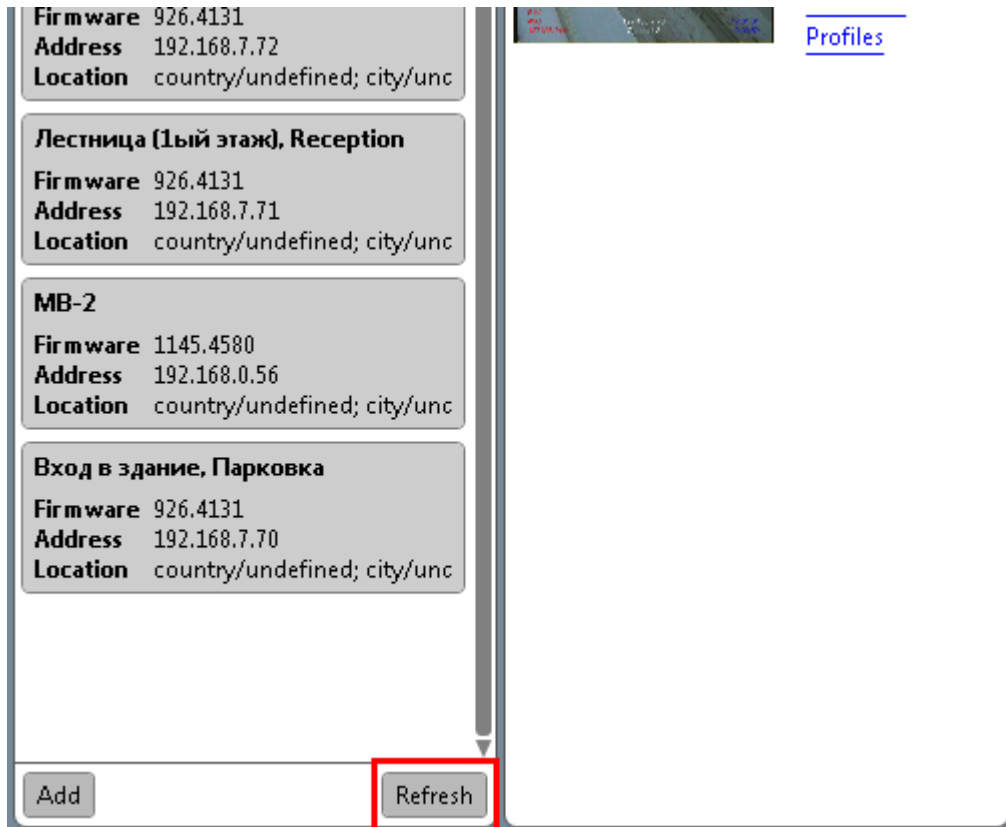 Firmware 926.4131
Address 192.168.7.72
Location country/undefined; city/unc
Лестница (1ый этаж), Reception
Firmware 926.4131
Address 192.168.7.71
Location country/undefined; city/unc
MB-2
Firmware 1145.4580
Address 192.168.0.56
Location country/undefined; city/unc
Вход в здание, Парковка
Firmware 926.4131
Address 192.168.7.70
Location country/undefined; city/unc
Add
Refresh
Profiles